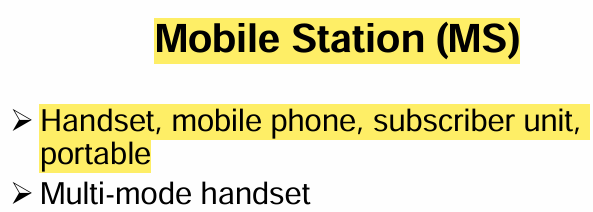 Mobile Station (MS)
➢ Handset, mobile phone, subscriber unit,
portable
➢ Multi-mode handset